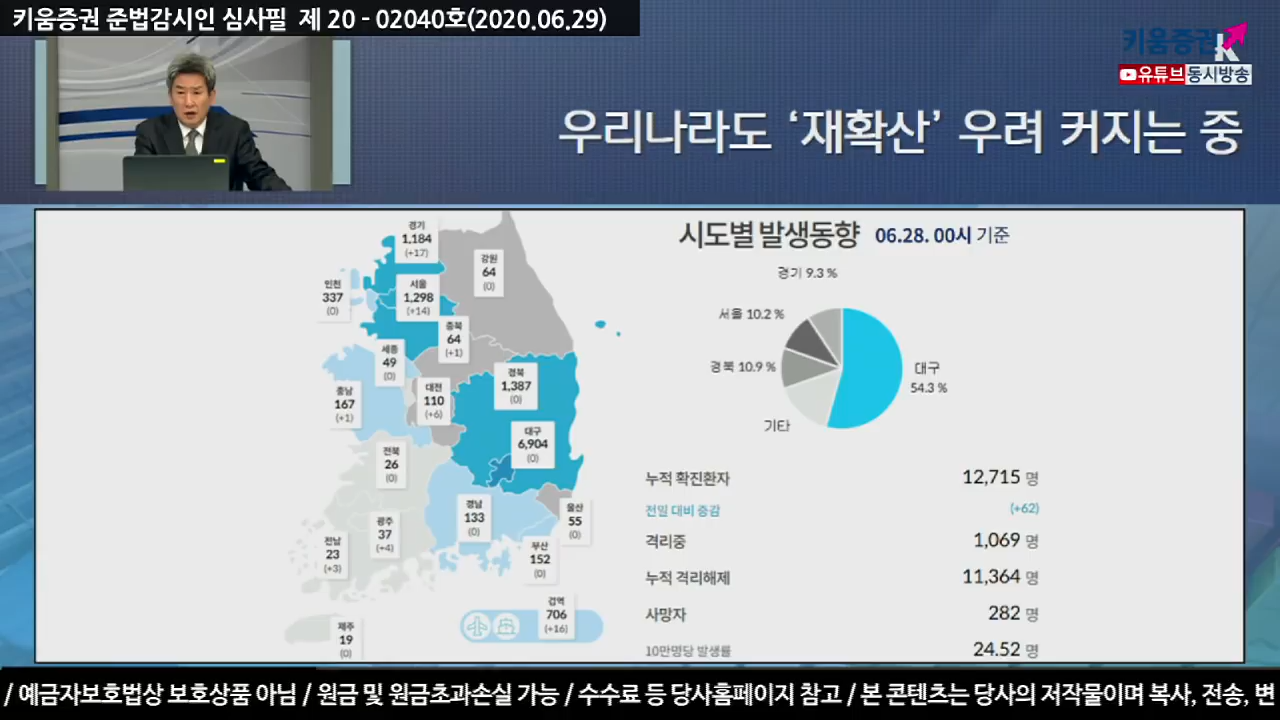 키움증권 준법감시인 심사필 제 20 - 02040호(2020.06.29)
키움증권
유튜브 동시방송
우리나라도 ‘재확산’ 우려 커지는 중
시도별 발생동향 06.28. 00시 기준
경기
1,184
(+17)
강원
64
(0)
인천
337
(0)
서울
1,298
(+14)
충북
64
(+1)
세종
49
(0)
경북
1,387
(0)
충남
167
(+1)
대전
110
(+6)
대구
6,904
(0)
전북
26
(0)
경남
133
(0)
울산
55
(0)
광주
37
(+4)
전남
23
(+3)
부산
152
(0)
검역
706
(+16)
제주
19
(0)
경기 9.3 %
서울 10.2 %
경북 10.9 %
기타
대구
54.3 %
누적 확진환자 12,715 명
전일 대비 증감 (+62)
격리중 1,069 명
누적 격리해제 11,364 명
사망자 282 명
10만명당 발생률 24.52 명
/ 예금자보호법상 보호상품 아님 / 원금 및 원금초과손실 가능 / 수수료 등 당사홈페이지 참고 / 본 콘텐츠는 당사의 저작물이며 복사, 전송, 변